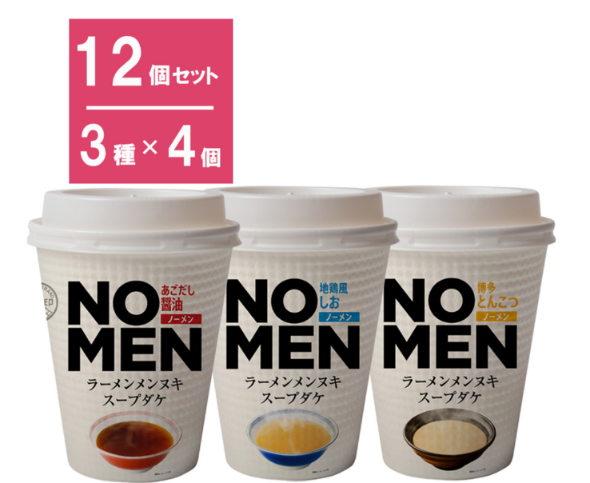 12個セット
3種×4個
NO
MEN
あごだし
醤油
ノーメン
ラーメンメンヌキ
スープダケ
NO
MEN
地鶏風
しお
ノーメン
ラーメンメンヌキ
スープダケ
NO
MEN
博多
とんこつ
ノーメン
ラーメンメンヌキ
スープダケ